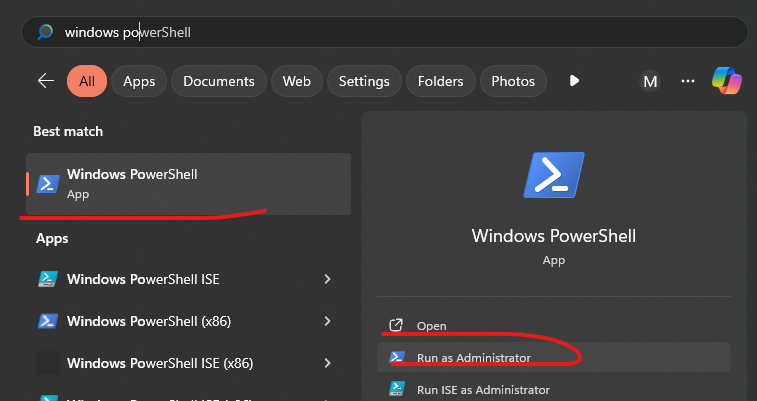 windows powerShell
All Apps Documents Web Settings Folders Photos M ...
Best match
Windows PowerShell
App
Apps
Windows PowerShell ISE
Windows PowerShell (x86)
Windows PowerShell ISE (x86)
Windows PowerShell
App
Open
Run as Administrator
Run ISE as Administrator